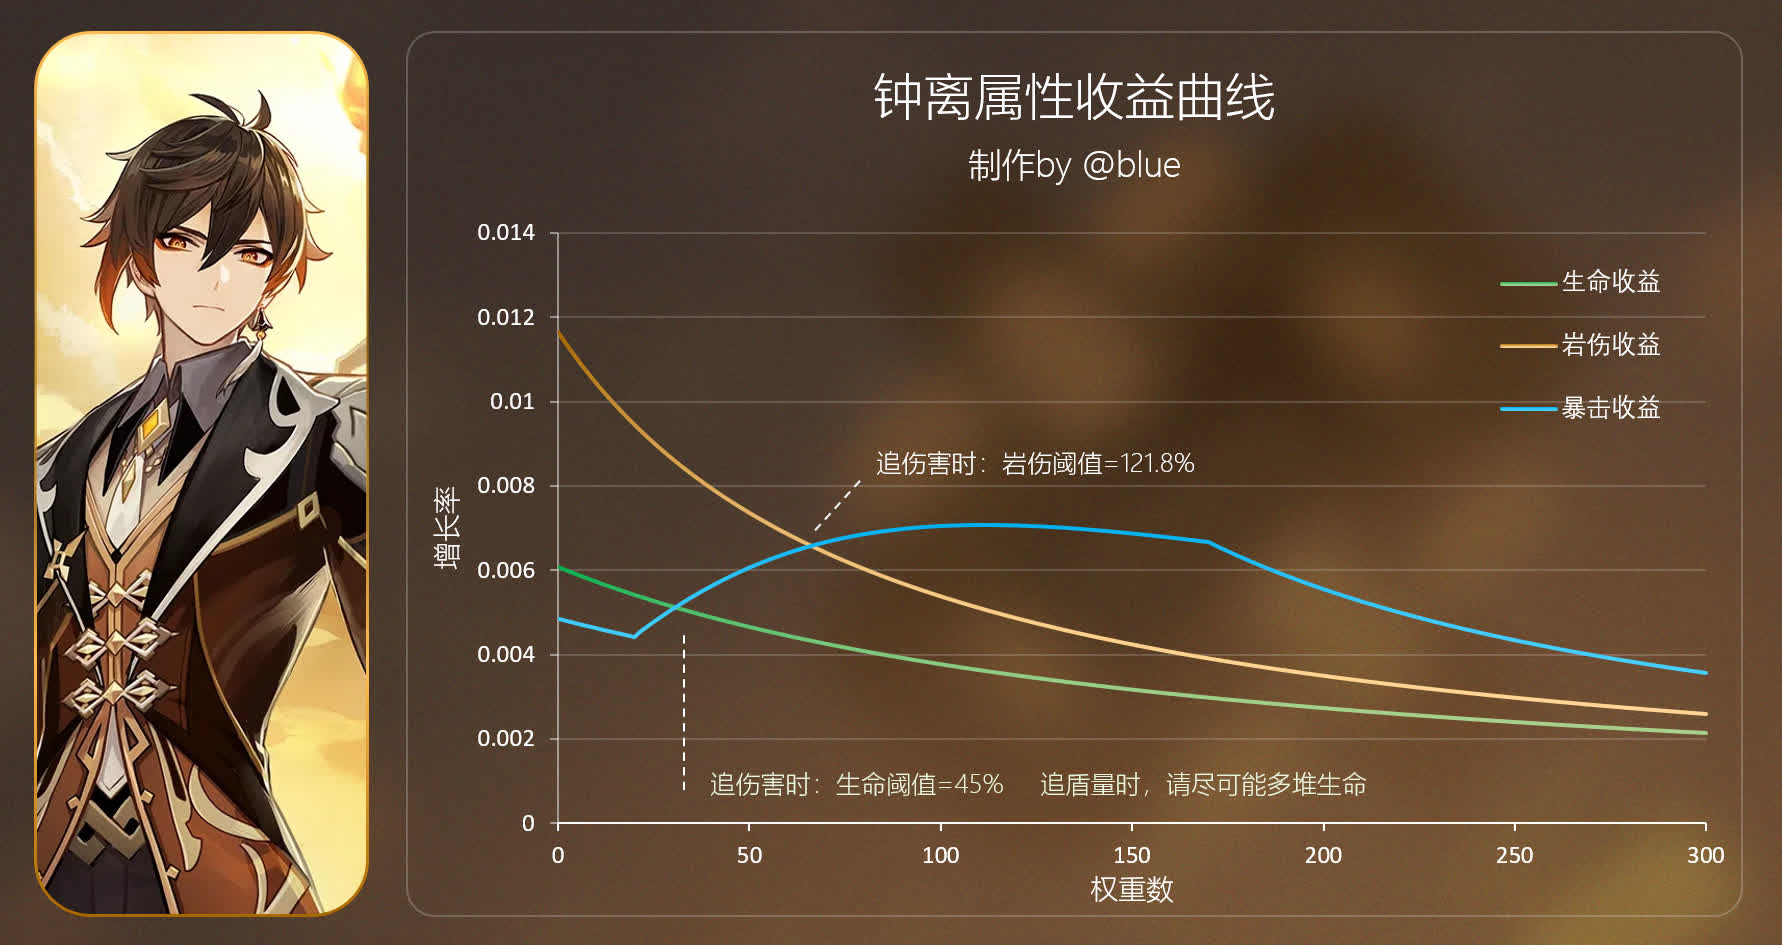 钟离属性收益曲线
制作by @blue
0.014
0.012
0.01
0.008
0.006
0.004
0.002
0
增长率
生命收益
岩伤收益
暴击收益
追伤害时：岩伤阈值=121.8%
追伤害时：生命阈值=45% 追盾量时，请尽可能多堆生命
0 50 100 150 200 250 300
权重数